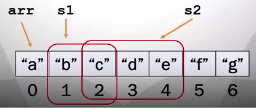 arr s1 s2
"a" "b" "c" "d" "e" "f" "g"
0 1 2 3 4 5 6